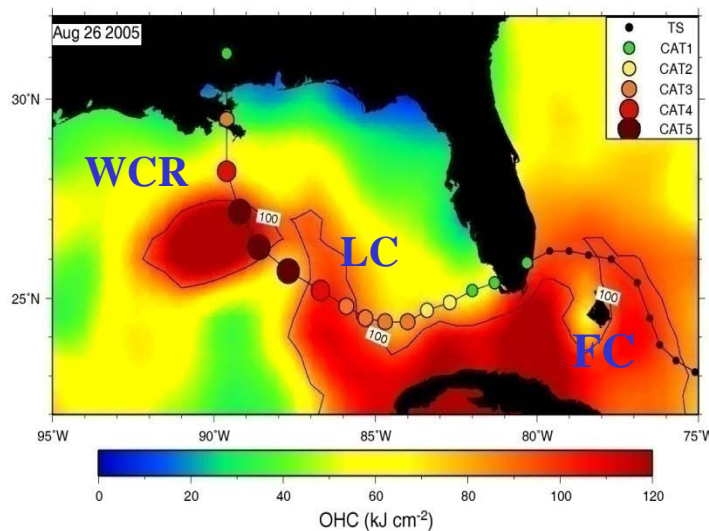 Aug 26 2005
TS
CAT1
CAT2
CAT3
CAT4
CAT5
30°N
WCR
100
LC
25°N
100
100
FC
95°W 90°W 85°W 80°W 75°W
0 20 40 60 80 100 120
OHC (kJ cm⁻²)